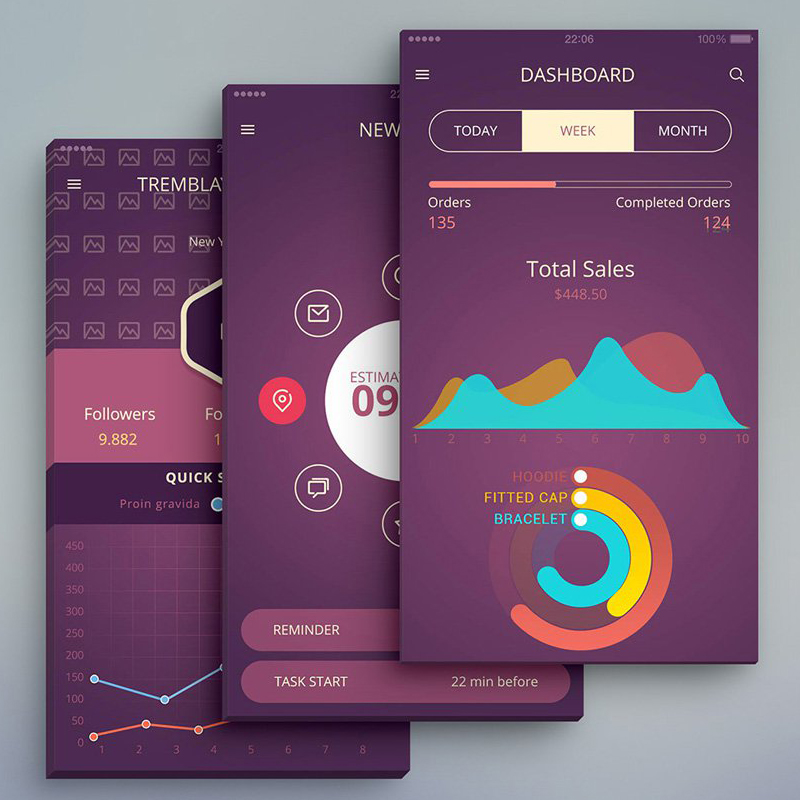 22:06 100%
DASHBOARD
TODAY WEEK MONTH
Orders Completed Orders
135 124
Total Sales
$448.50
1 2 3 4 5 6 7 8 9 10
HOODIE
FITTED CAP
BRACELET
NEW
ESTIMA
09
REMINDER
TASK START 22 min before
TREMBLA
New Y
Followers Fo
9.882 1
QUICK S
Proin gravida
450
400
350
300
250
200
150
100
50
0
1 2 3 4 5 6 7 8